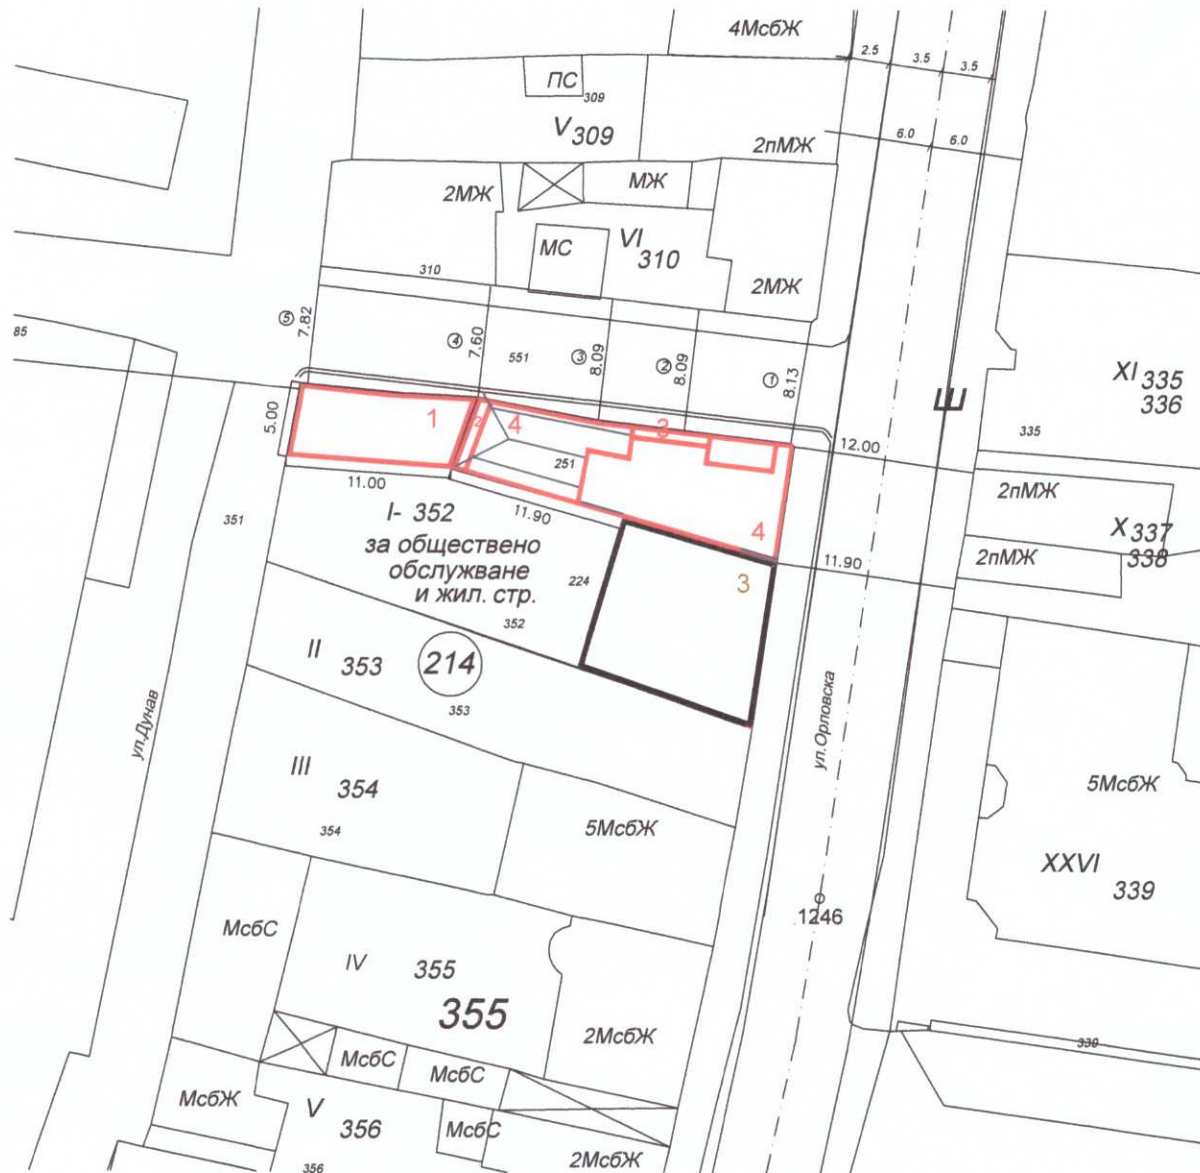 4МсбЖ
2.5
3.5
3.5
ПС
309
V 309
2пМЖ
6.0
6.0
2МЖ
МЖ
МС
VI 310
310
2МЖ
85
5
7.82
4
7.60
551
3
8.09
2
8.09
1
8.13
Ш
XI 335
336
335
5.00
1
2
4
3
251
12.00
2пМЖ
11.00
11.90
351
I- 352
за обществено
обслужване
и жил. стр.
224
352
4
3
11.90
X 337
338
2пМЖ
II 353
214
353
ул.Дунав
ул.Орловска
III 354
354
5МсбЖ
5МсбЖ
XXVI 339
1246
МсбС
IV 355
355
2МсбЖ
339
МсбС
МсбС
МсбЖ
V 356
МсбС
2МсбЖ
356